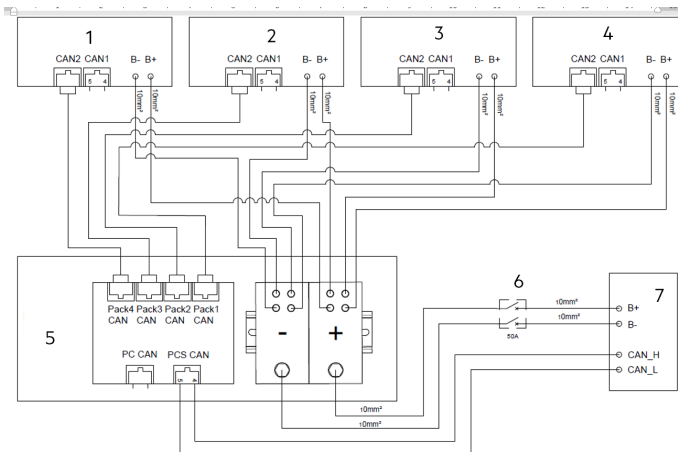 1
2
3
4
CAN2 CAN1 B- B+
CAN2 CAN1 B- B+
CAN2 CAN1 B- B+
CAN2 CAN1 B- B+
5 4
5 4
5 4
5 4
10mm²
10mm²
10mm²
10mm²
10mm²
10mm²
10mm²
10mm²
5
Pack4 Pack3 Pack2 Pack1
CAN CAN CAN CAN
PC CAN PCS CAN
5 4
- +
6
10mm²
10mm²
50A
7
B+
B-
CAN_H
CAN_L
10mm²
10mm²